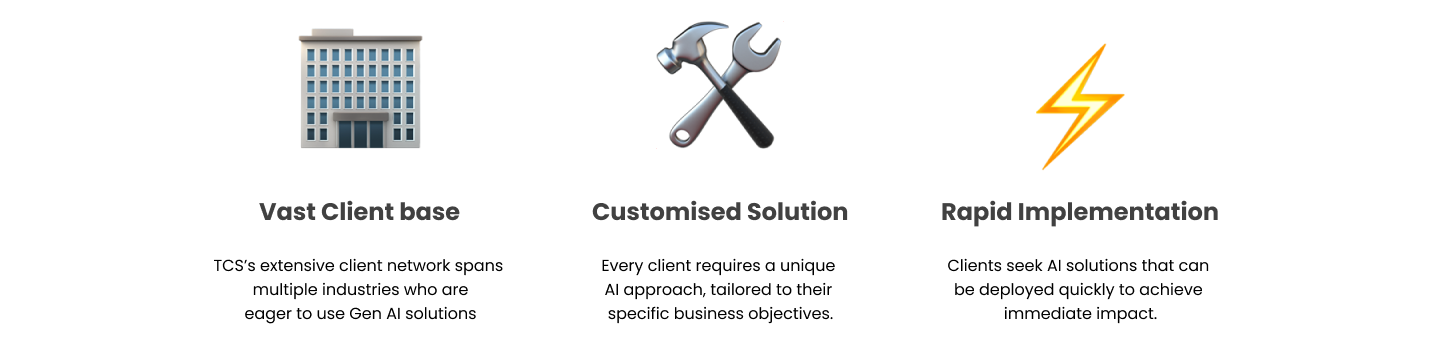 Vast Client base
TCS’s extensive client network spans
multiple industries who are
eager to use Gen AI solutions
Customised Solution
Every client requires a unique
AI approach, tailored to their
specific business objectives.
Rapid Implementation
Clients seek AI solutions that can
be deployed quickly to achieve
immediate impact.